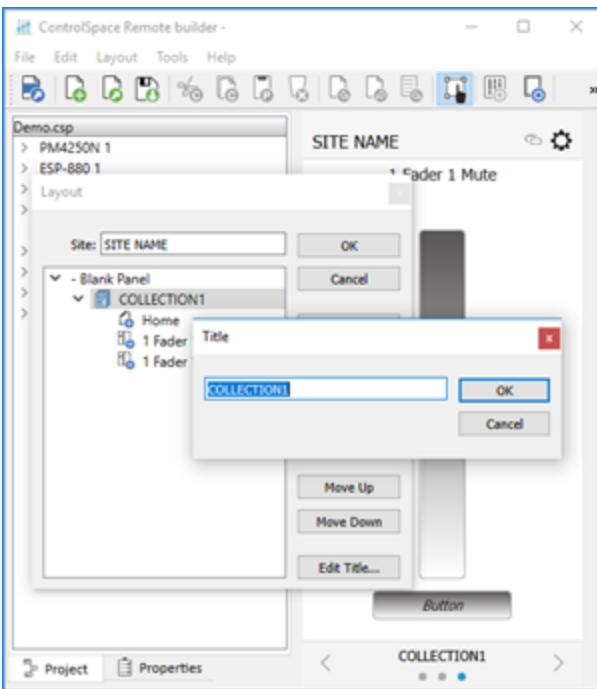 ControlSpace Remote builder -
File Edit Layout Tools Help
Demo.csp
PM4250N 1
ESP-880 1
SITE NAME
1 Fader 1 Mute
Layout
Site: SITE NAME
OK
Cancel
- Blank Panel
COLLECTION1
Home
1 Fader
1 Fader
Title
COLLECTION1
OK
Cancel
Move Up
Move Down
Edit Title...
Button
COLLECTION1
Project Properties